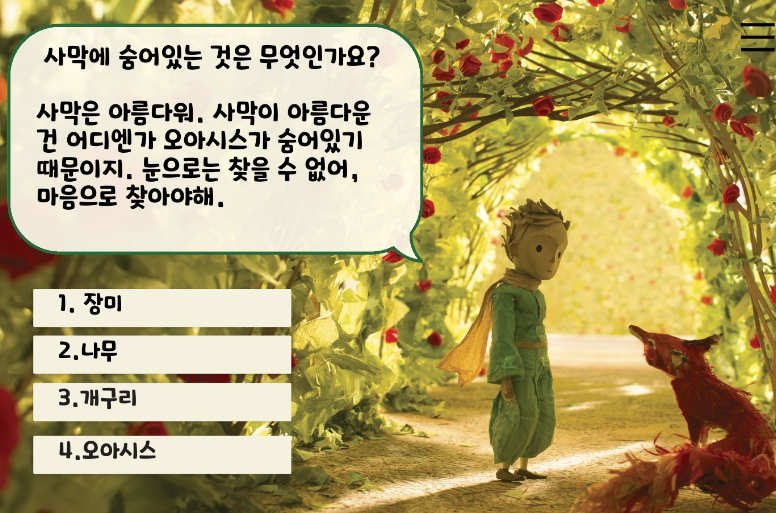 사막에 숨어있는 것은 무엇인가요?
사막은 아름다워. 사막이 아름다운
건 어디엔가 오아시스가 숨어있기
때문이지. 눈으로는 찾을 수 없어,
마음으로 찾아야해.
1. 장미
2.나무
3.개구리
4.오아시스